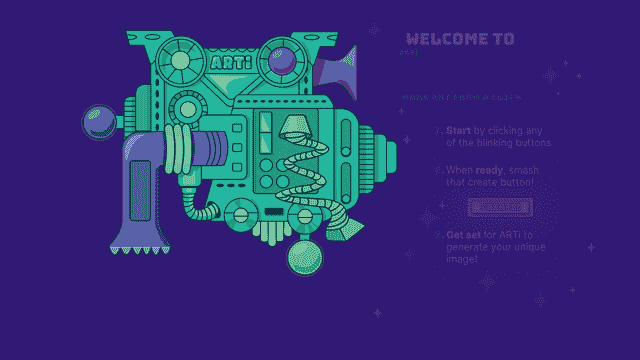 WELCOME TO
ARTi
1. Start by clicking any
of the blinking buttons
2. When ready, smash
that create button!
3. Get set for ARTi to
generate your unique
image!